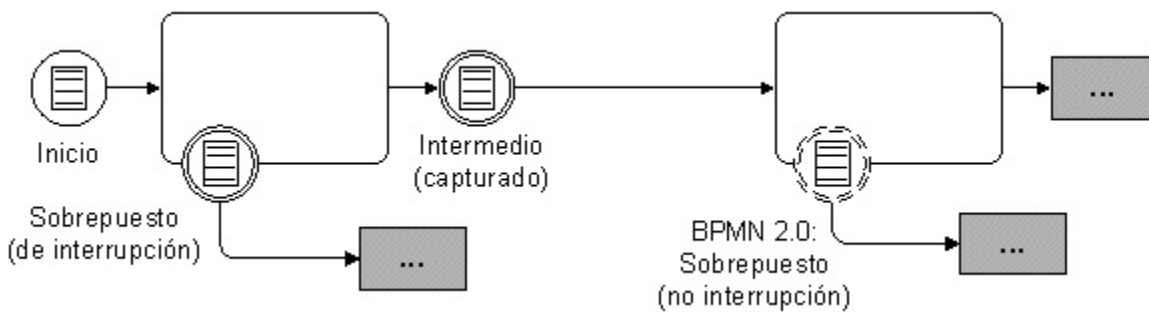 ...
Inicio
Intermedio
(capturado)
Sobrepuesto
(de interrupción)
...
BPMN 2.0:
Sobrepuesto
(no interrupción)
...